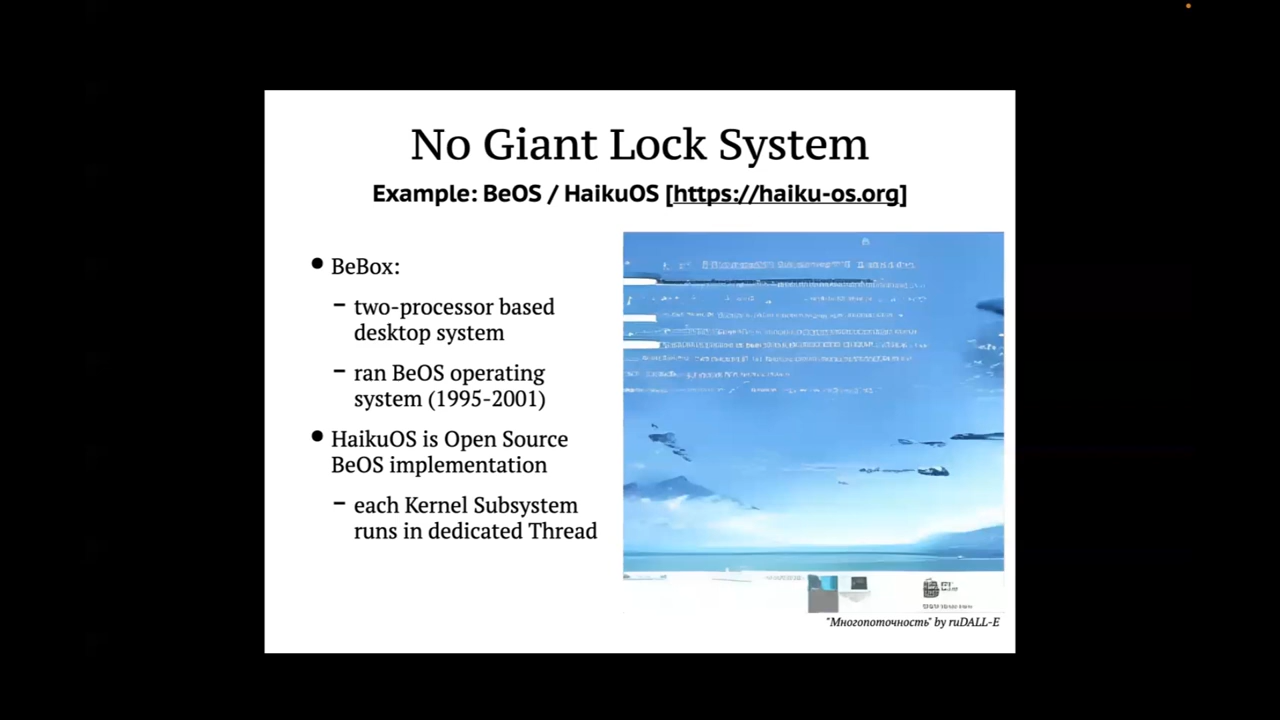 No Giant Lock System
Example: BeOS / HaikuOS [https://haiku-os.org]
● BeBox:
– two-processor based
desktop system
– ran BeOS operating
system (1995-2001)
● HaikuOS is Open Source
BeOS implementation
– each Kernel Subsystem
runs in dedicated Thread
"Многопоточность" by ruDALL-E